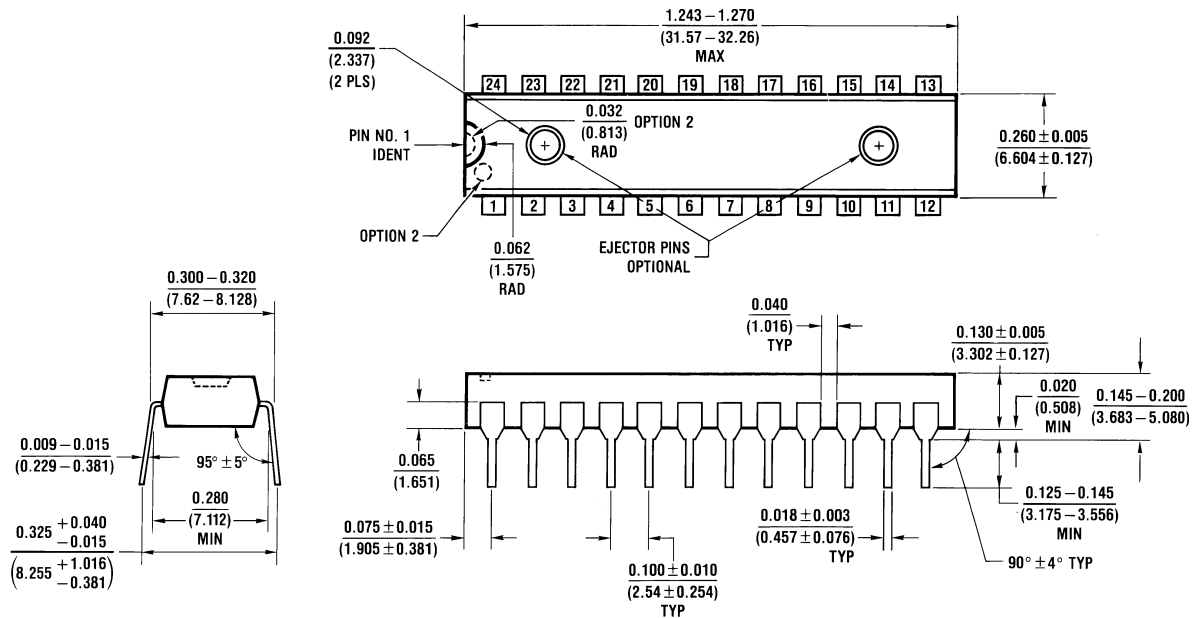 1.243 – 1.270
(31.57 – 32.26)
MAX
0.092
(2.337)
(2 PLS)
24 23 22 21 20 19 18 17 16 15 14 13
0.032
(0.813)
RAD
OPTION 2
PIN NO. 1
IDENT
0.260 ± 0.005
(6.604 ± 0.127)
1 2 3 4 5 6 7 8 9 10 11 12
OPTION 2
0.062
(1.575)
RAD
EJECTOR PINS
OPTIONAL
0.300 – 0.320
(7.62 – 8.128)
0.040
(1.016)
TYP
0.130 ± 0.005
(3.302 ± 0.127)
0.020
(0.508)
MIN
0.145 – 0.200
(3.683 – 5.080)
0.009 – 0.015
(0.229 – 0.381)
95° ± 5°
0.065
(1.651)
0.280
(7.112)
MIN
0.325 +0.040
–0.015
(8.255 +1.016
–0.381)
0.075 ± 0.015
(1.905 ± 0.381)
0.100 ± 0.010
(2.54 ± 0.254)
TYP
0.018 ± 0.003
(0.457 ± 0.076)
TYP
0.125 – 0.145
(3.175 – 3.556)
MIN
90° ± 4° TYP